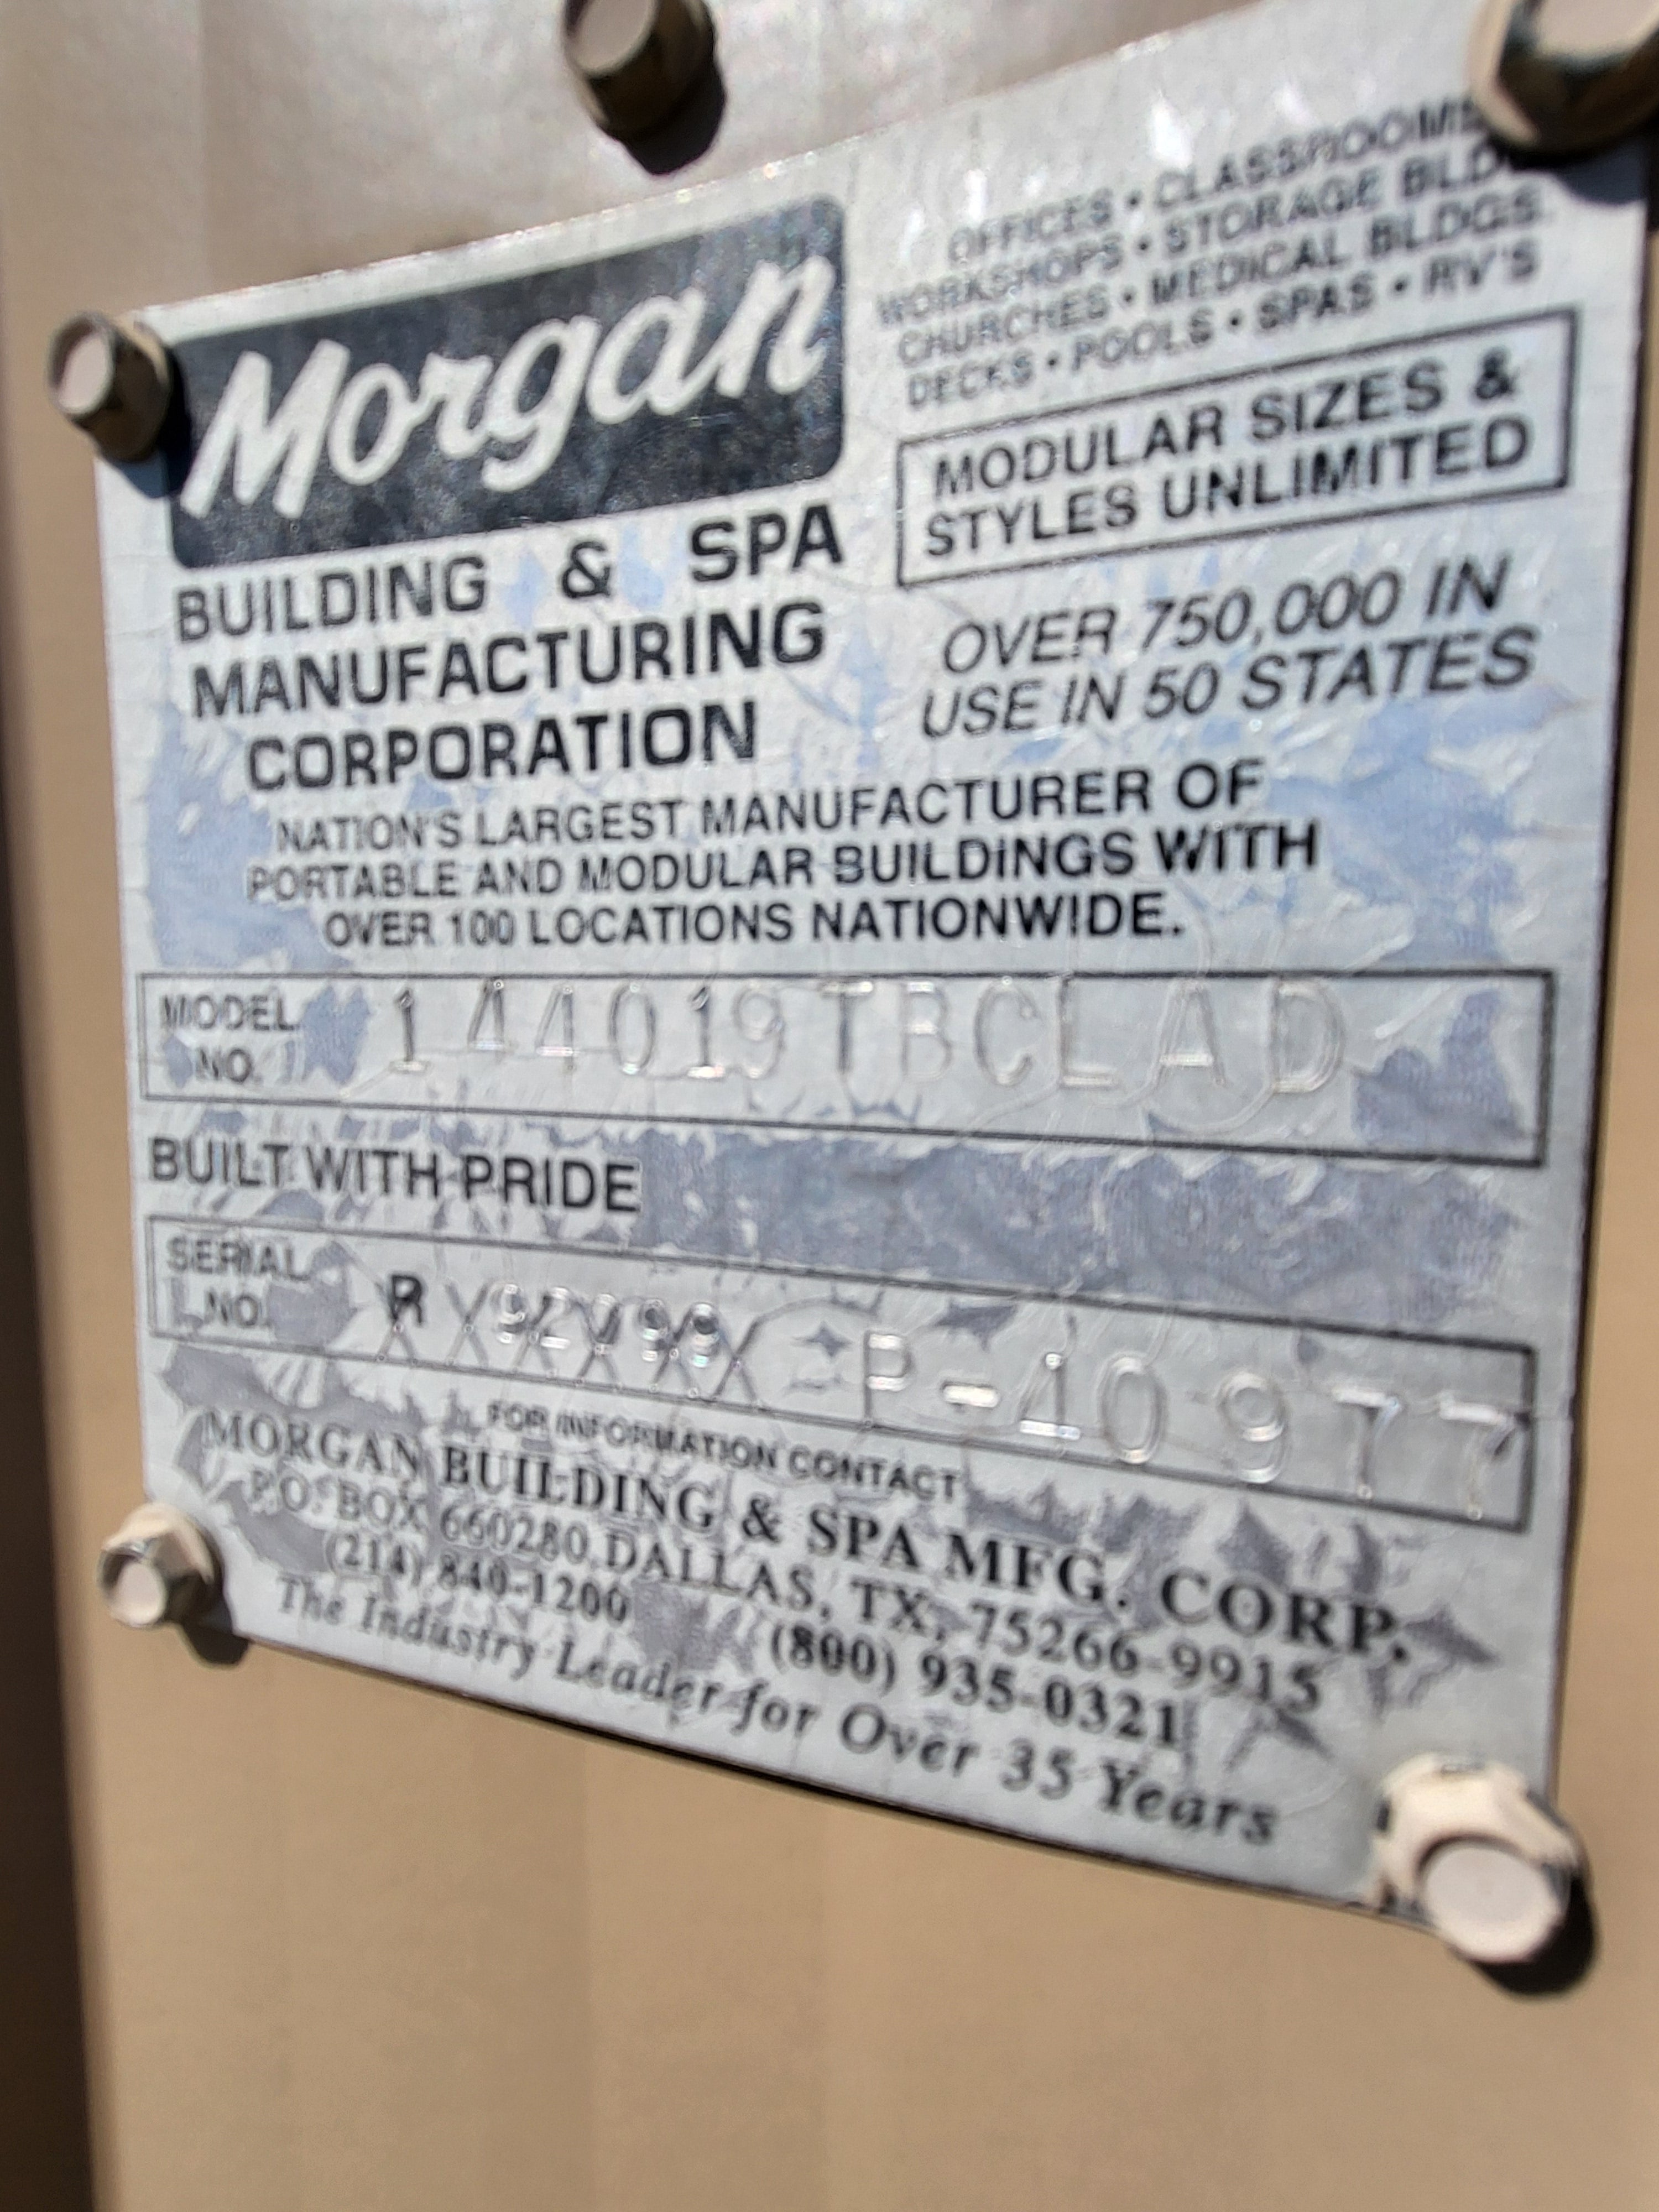 Morgan
BUILDING & SPA
MANUFACTURING
CORPORATION
OFFICES • CLASSROOMS
WORKSHOPS • STORAGE
CHURCHES • MEDICAL BLDGS.
DECKS • POOLS • SPAS • RV'S
MODULAR SIZES &
STYLES UNLIMITED
OVER 750,000 IN
USE IN 50 STATES
NATION'S LARGEST MANUFACTURER OF
PORTABLE AND MODULAR BUILDINGS WITH
OVER 100 LOCATIONS NATIONWIDE.
MODEL
NO. 144019TBCLAD
BUILT WITH PRIDE
SERIAL
NO. P-40977
FOR INFORMATION CONTACT
MORGAN BUILDING & SPA MFG. CORP.
P.O. BOX 660280, DALLAS, TX, 75266-9915
(214) 840-1200 (800) 935-0321
The Industry Leader for Over 35 Years